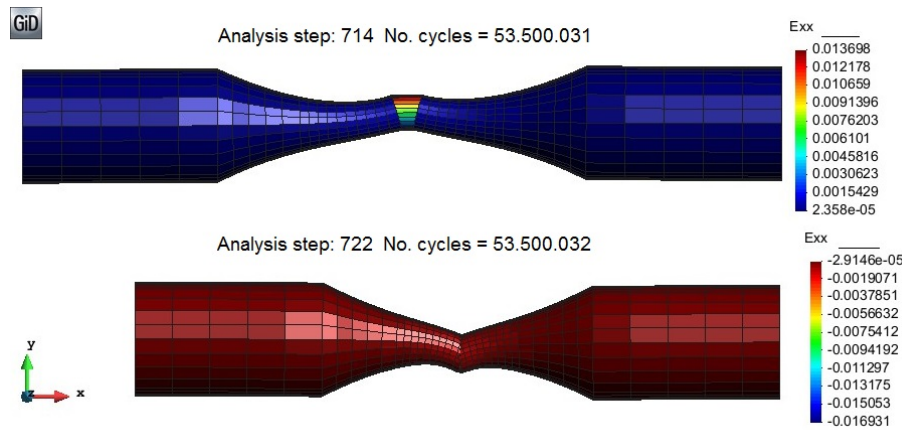 GiD
Analysis step: 714 No. cycles = 53.500.031
Exx
0.013698
0.012178
0.010659
0.0091396
0.0076203
0.006101
0.0045816
0.0030623
0.0015429
2.358e-05
Analysis step: 722 No. cycles = 53.500.032
Exx
-2.9146e-05
-0.0019071
-0.0037851
-0.0056632
-0.0075412
-0.0094192
-0.011297
-0.013175
-0.015053
-0.016931
y
x